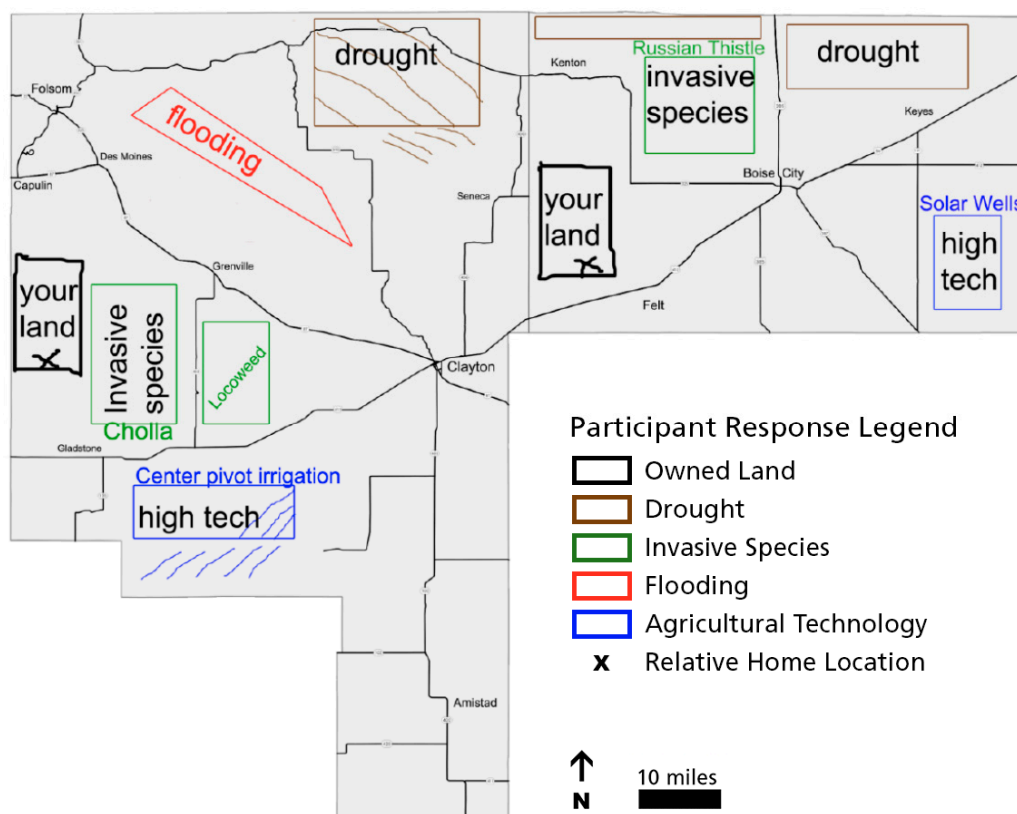 drought
Russian Thistle
invasive
species
drought
Kenton
Folsom
flooding
Keyes
Des Moines
Capulin
Boise City
Seneca
your
land
X
Solar Wells
high
tech
Grenville
your
land
X
Invasive
species
Cholla
Locoweed
Felt
Clayton
Gladstone
Center pivot irrigation
high tech
Amistad
Participant Response Legend
Owned Land
Drought
Invasive Species
Flooding
Agricultural Technology
x Relative Home Location
N
10 miles